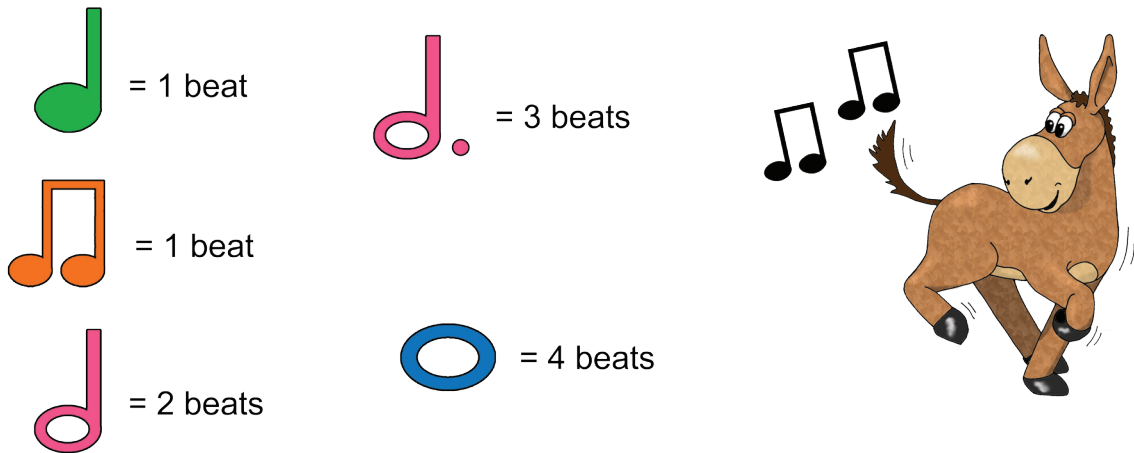 = 1 beat
= 1 beat
= 2 beats
= 3 beats
= 4 beats